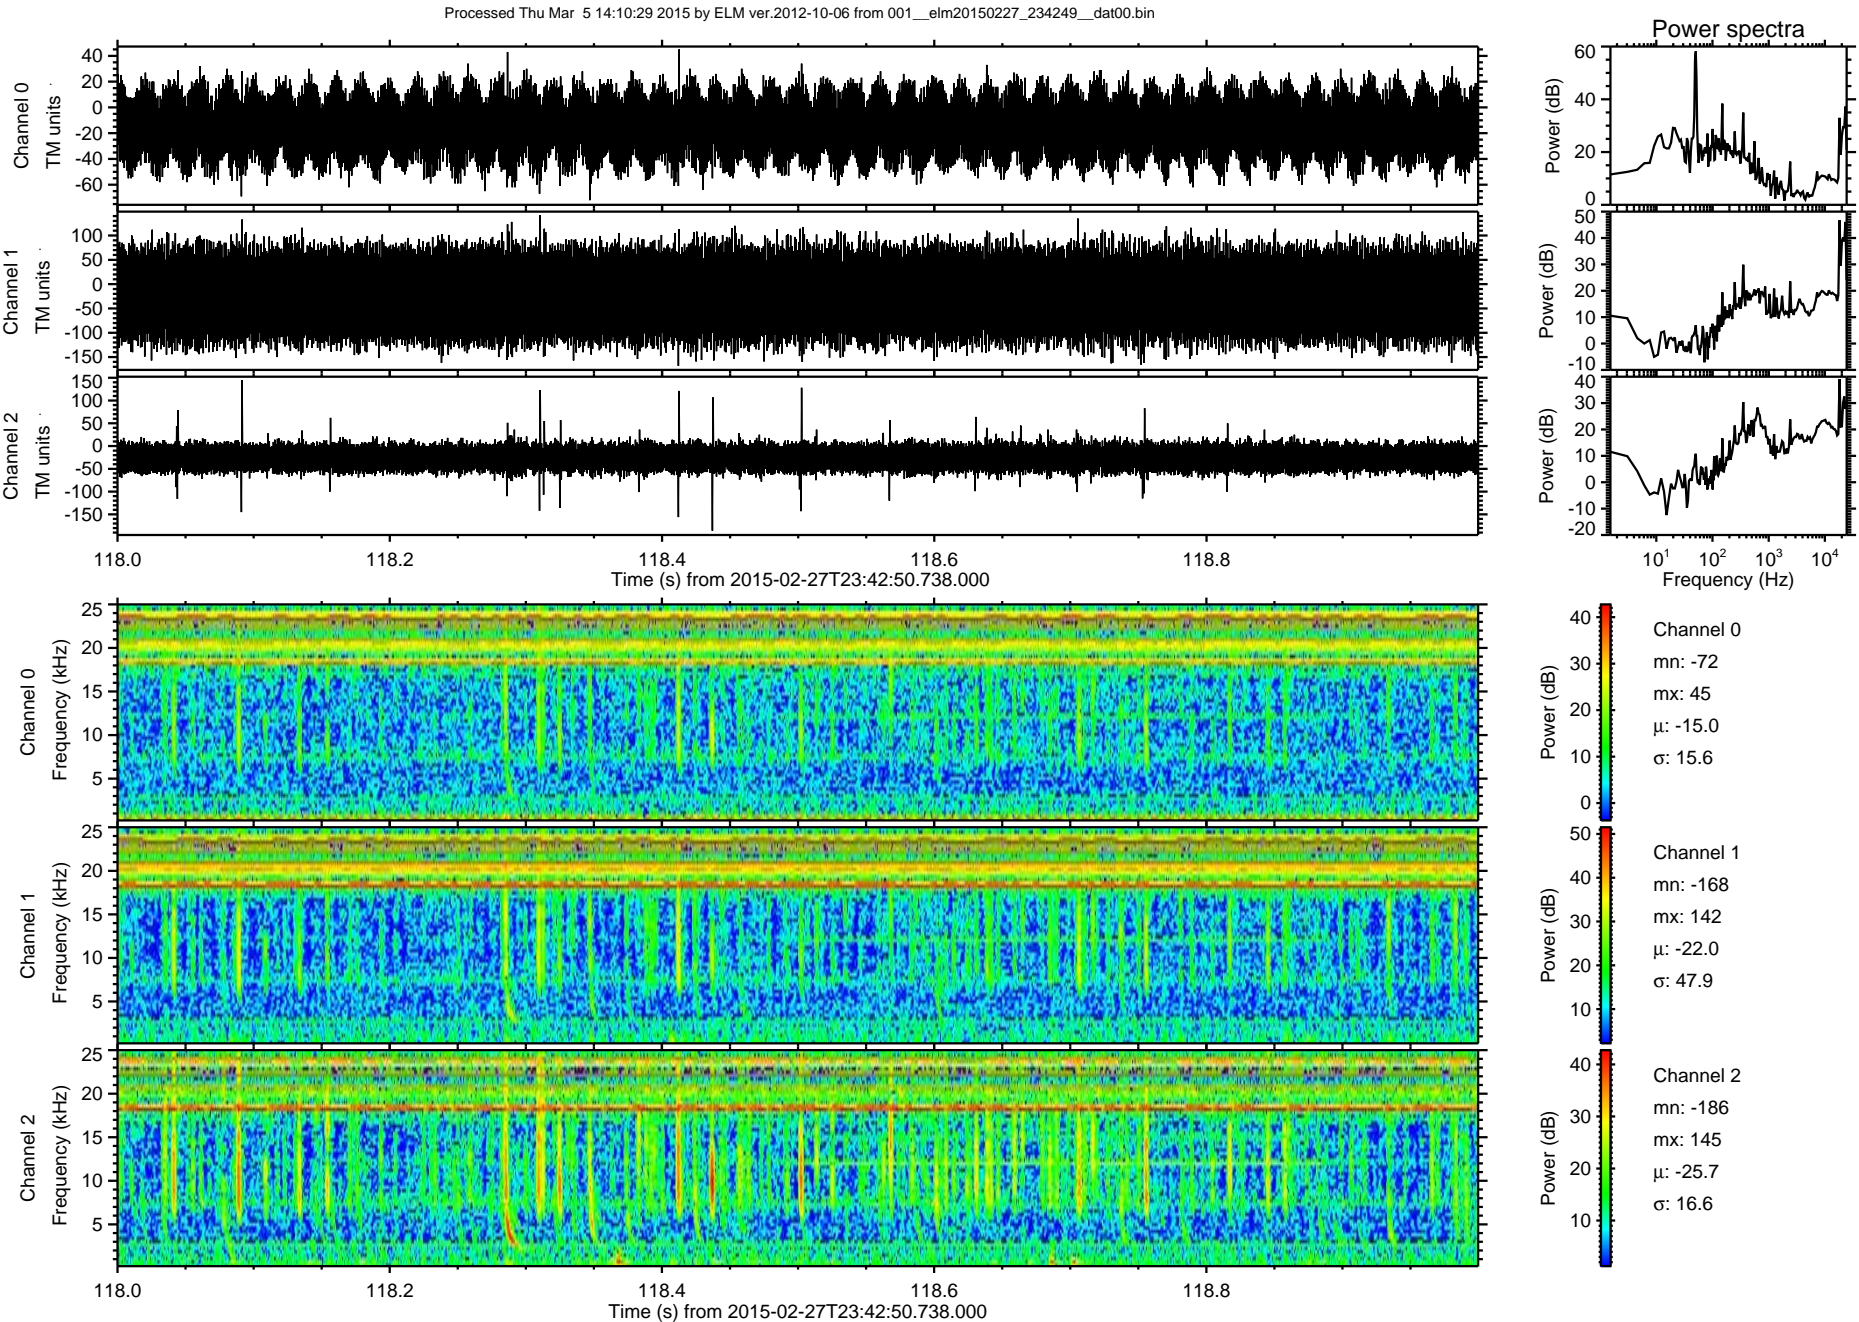 Processed Thu Mar  5 14:10:29 2015 by ELM ver.2012-10-06 from 001__elm20150227_234249__dat00.bin
Power spectra
Channel 0
TM units
40
20
0
-20
-40
-60
Power (dB)
60
40
20
0
Channel 1
TM units
100
50
0
-50
-100
-150
Power (dB)
50
40
30
20
10
0
-10
Channel 2
TM units
150
100
50
0
-50
-100
-150
Power (dB)
40
30
20
10
0
-10
-20
118.0 118.2 118.4 118.6 118.8
Time (s) from 2015-02-27T23:42:50.738.000
10^1 10^2 10^3 10^4
Frequency (Hz)
Channel 0
Frequency (kHz)
25
20
15
10
5
Power (dB)
40
30
20
10
0
Channel 0
mn: -72
mx: 45
μ: -15.0
σ: 15.6
Channel 1
Frequency (kHz)
25
20
15
10
5
Power (dB)
50
40
30
20
10
Channel 1
mn: -168
mx: 142
μ: -22.0
σ: 47.9
Channel 2
Frequency (kHz)
25
20
15
10
5
Power (dB)
40
30
20
10
Channel 2
mn: -186
mx: 145
μ: -25.7
σ: 16.6
118.0 118.2 118.4 118.6 118.8
Time (s) from 2015-02-27T23:42:50.738.000